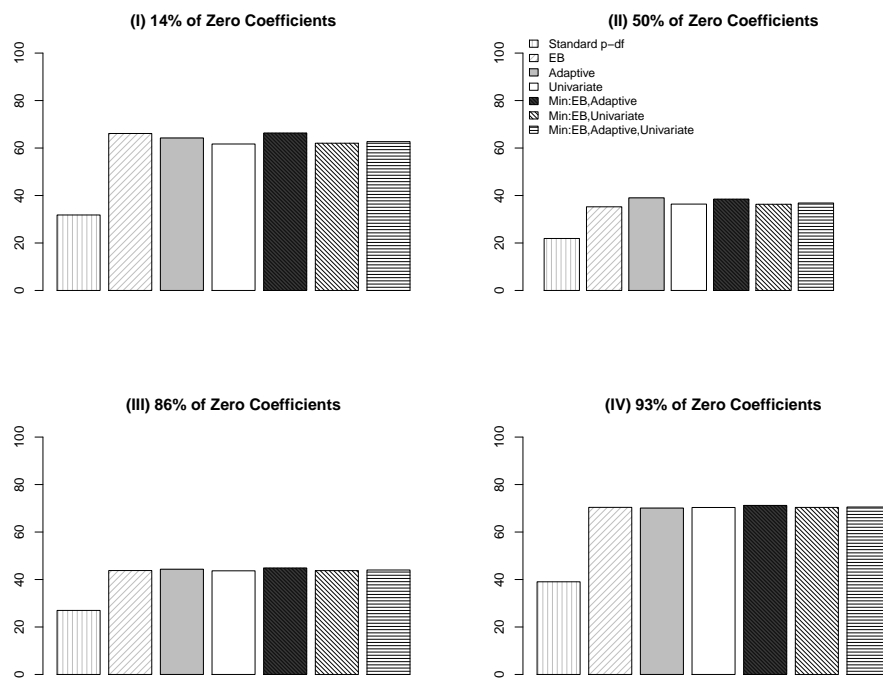 (I) 14% of Zero Coefficients
100
80
60
40
20
0
(II) 50% of Zero Coefficients
100
80
60
40
20
0
Standard p−df
EB
Adaptive
Univariate
Min:EB,Adaptive
Min:EB,Univariate
Min:EB,Adaptive,Univariate
(III) 86% of Zero Coefficients
100
80
60
40
20
0
(IV) 93% of Zero Coefficients
100
80
60
40
20
0